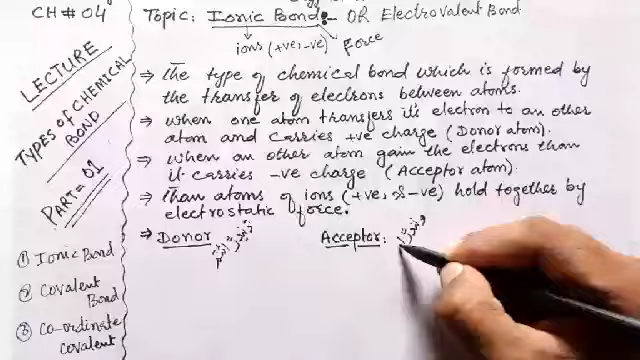 CH # 04
LECTURE
TYPES of CHEMICAL
BOND
PART = 01
① Ionic Bond
② Covalent
Bond
③ Co-ordinate
covalent
Topic: Ionic Bond:- OR Electrovalent Bond
ions (+ve, -ve) force
⇒ The type of chemical bond which is formed by
the transfer of electrons between atoms.
⇒ When one atom transfers it's electron to an other
atom and carries +ve charge (Donor atom).
⇒ When an other atom gain the electrons than
it carries -ve charge (Acceptor atom).
⇒ Than atoms of ions (+ve, & -ve) hold together by
electrostatic force.
⇒ Donor
Acceptor: